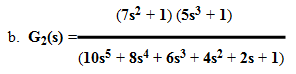 (7s² + 1) (5s³ + 1)
b. G₂(s) =
(10s⁵ + 8s⁴ + 6s³ + 4s² + 2s + 1)